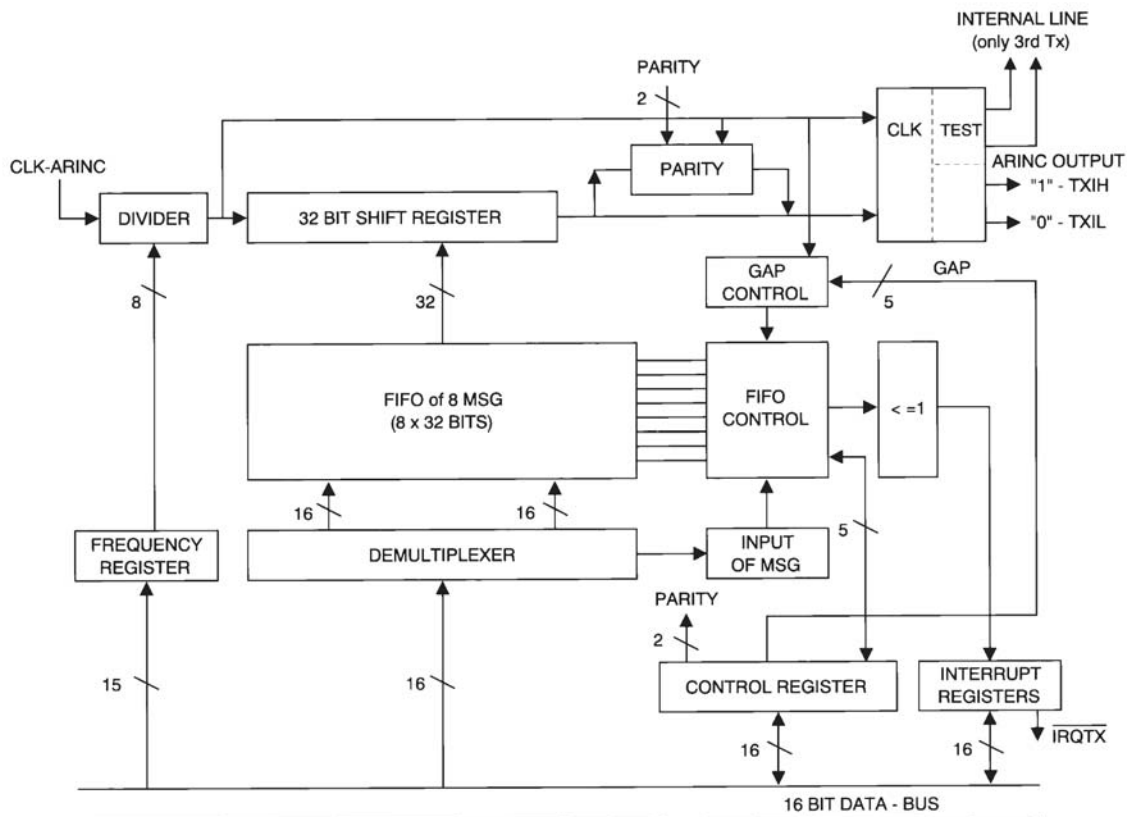 INTERNAL LINE
(only 3rd Tx)
PARITY
2
CLK
TEST
CLK-ARINC
PARITY
ARINC OUTPUT
"1" - TXIH
DIVIDER
32 BIT SHIFT REGISTER
"0" - TXIL
GAP
8
32
GAP
CONTROL
5
FIFO of 8 MSG
(8 x 32 BITS)
FIFO
CONTROL
< =1
16
16
5
FREQUENCY
REGISTER
DEMULTIPLEXER
INPUT
OF MSG
PARITY
2
15
16
CONTROL REGISTER
INTERRUPT
REGISTERS
IRQTX
16
16
16 BIT DATA - BUS